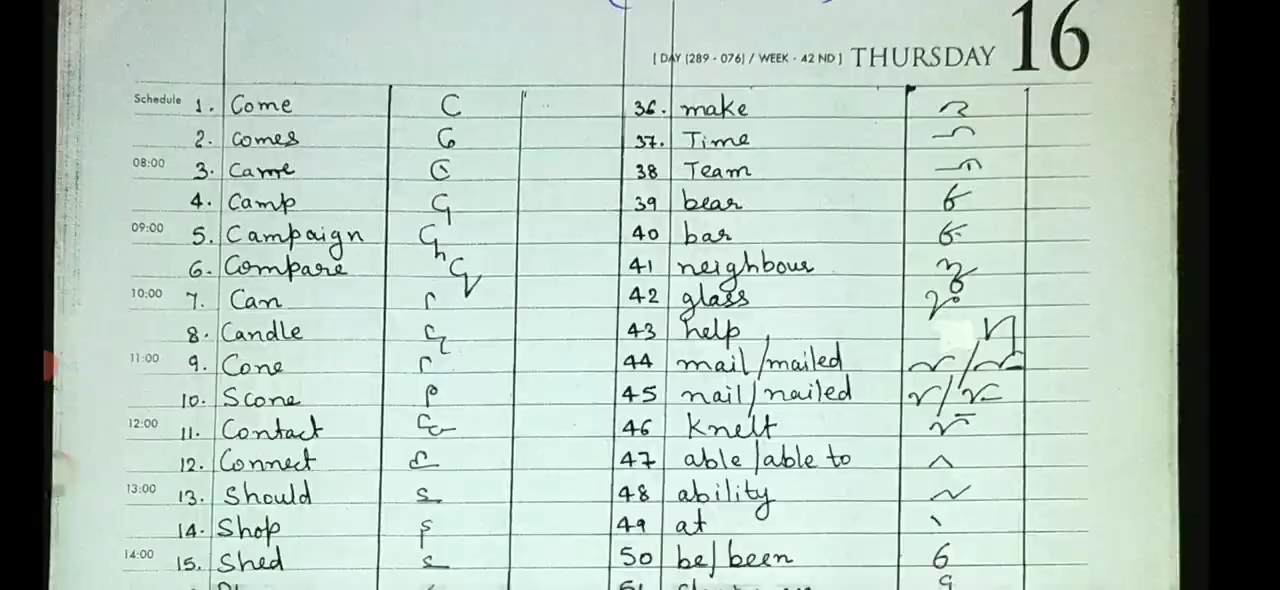 [ DAY (289 - 076) / WEEK - 42 ND ] THURSDAY 16
Schedule 1. Come 36. make
2. Comes 37. Time
08:00 3. Came 38 Team
4. Camp 39 bear
09:00 5. Campaign 40 bar
6. Compare 41 neighbour
10:00 7. Can 42 glass
8. Candle 43 help
11:00 9. Cone 44 mail/mailed
10. Scone 45 nail/nailed
12:00 11. Contact 46 Knelt
12. Connect 47 able/able to
13:00 13. Should 48 ability
14. Shop 49 at
14:00 15. Shed 50 be/been
51